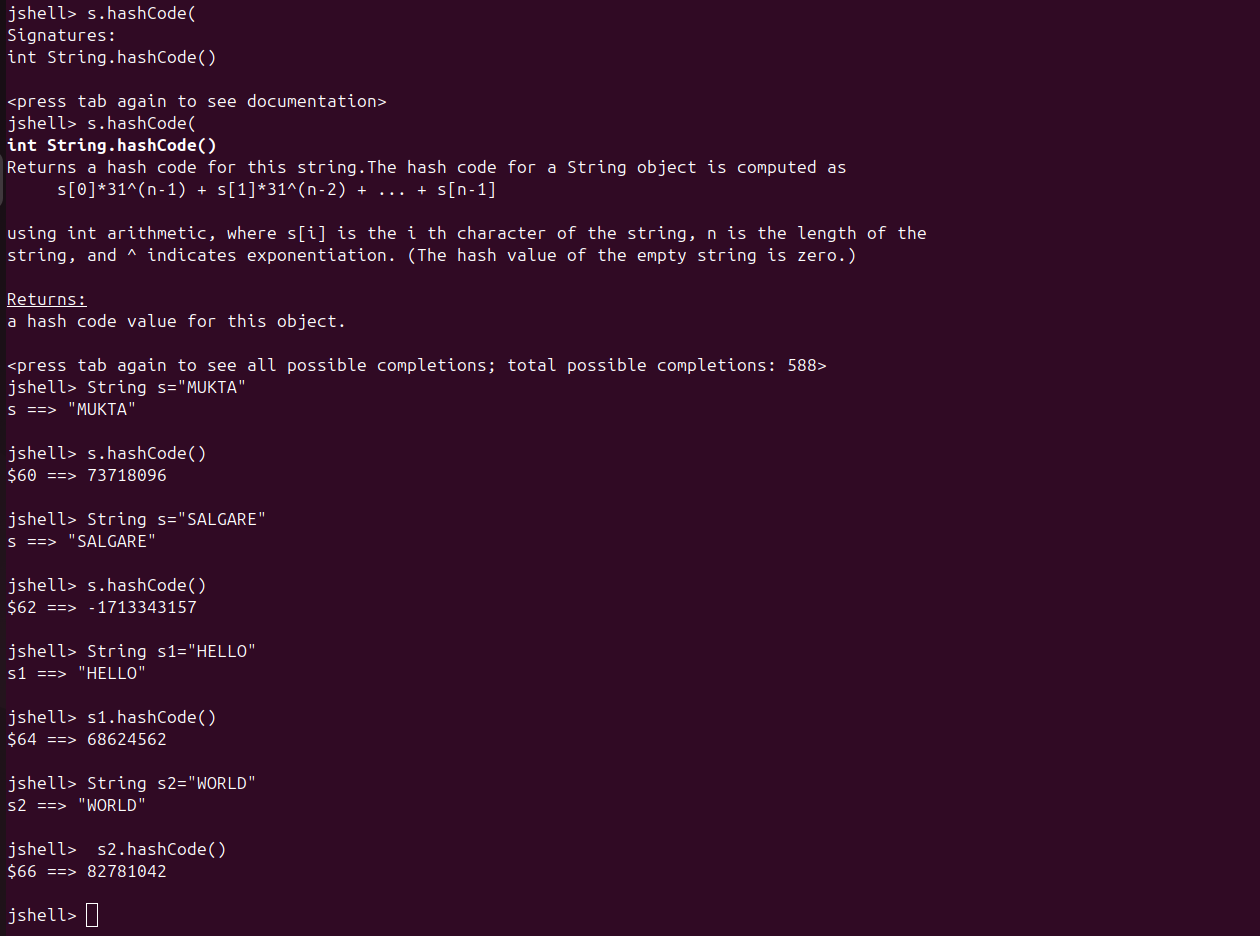 jshell> s.hashCode(
Signatures:
int String.hashCode()
<press tab again to see documentation>
jshell> s.hashCode(
int String.hashCode()
Returns a hash code for this string.The hash code for a String object is computed as
s[0]*31^(n-1) + s[1]*31^(n-2) + ... + s[n-1]
using int arithmetic, where s[i] is the i th character of the string, n is the length of the
string, and ^ indicates exponentiation. (The hash value of the empty string is zero.)
Returns:
a hash code value for this object.
<press tab again to see all possible completions; total possible completions: 588>
jshell> String s="MUKTA"
s ==> "MUKTA"
jshell> s.hashCode()
$60 ==> 73718096
jshell> String s="SALGARE"
s ==> "SALGARE"
jshell> s.hashCode()
$62 ==> -1713343157
jshell> String s1="HELLO"
s1 ==> "HELLO"
jshell> s1.hashCode()
$64 ==> 68624562
jshell> String s2="WORLD"
s2 ==> "WORLD"
jshell>  s2.hashCode()
$66 ==> 82781042
jshell>